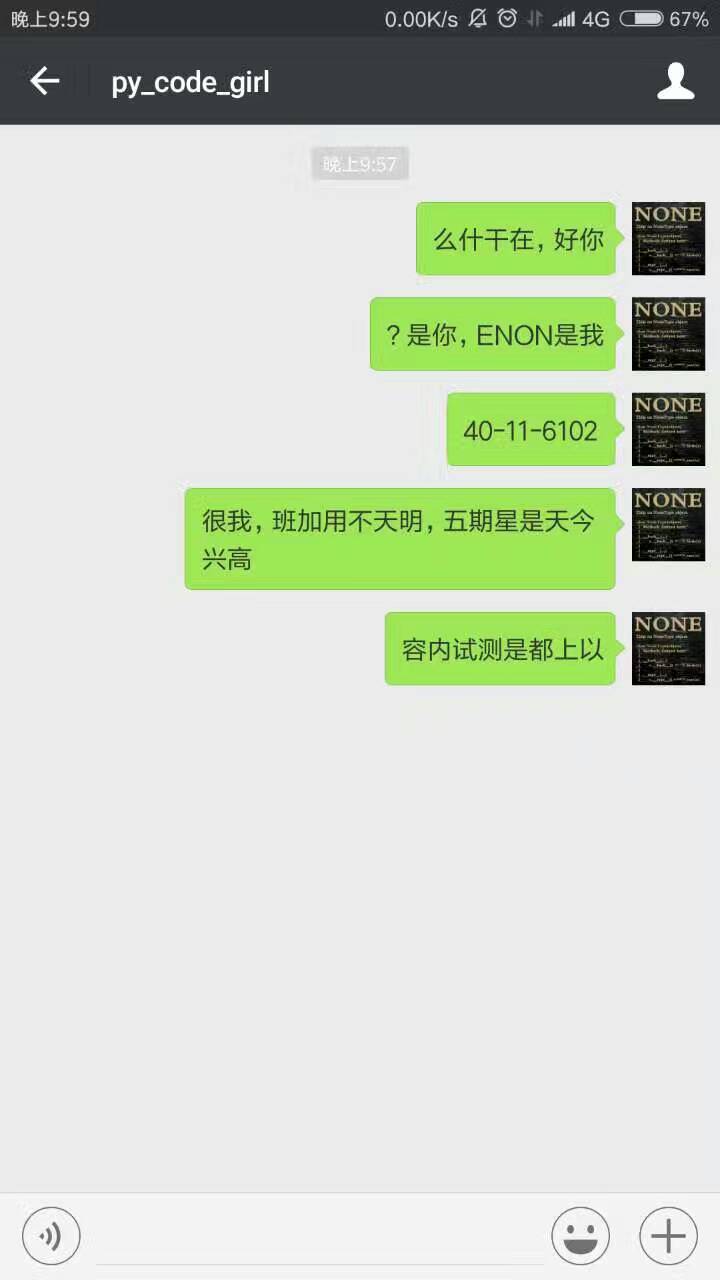 晚上9:59
0.00K/s
4G
67%
py_code_girl
晚上9:57
么什干在，好你
NONE
？是你，ENON是我
NONE
40-11-6102
NONE
很我，班加用不天明，五期星是天今
兴高
NONE
容内试测是都上以
NONE